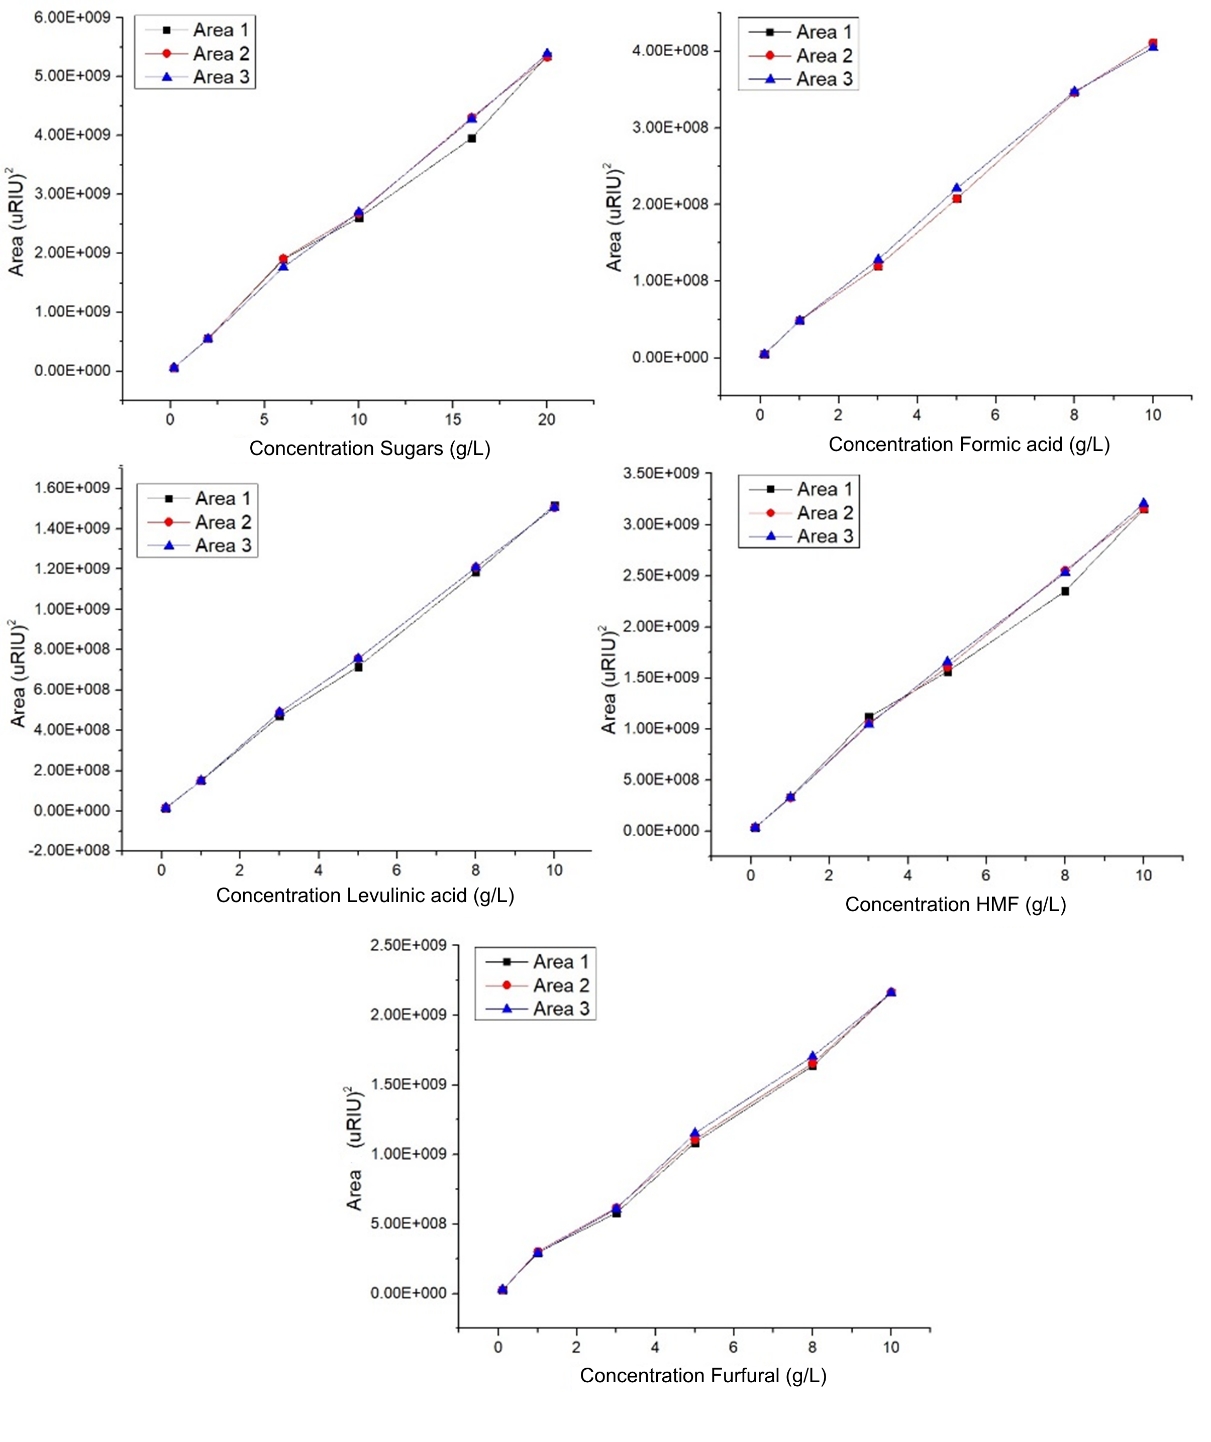 6.00E+009
5.00E+009
4.00E+009
3.00E+009
2.00E+009
1.00E+009
0.00E+000
Area (uRIU)²
Area 1
Area 2
Area 3
0 5 10 15 20
Concentration Sugars (g/L)
4.00E+008
3.00E+008
2.00E+008
1.00E+008
0.00E+000
Area (uRIU)²
Area 1
Area 2
Area 3
0 2 4 6 8 10
Concentration Formic acid (g/L)
1.60E+009
1.40E+009
1.20E+009
1.00E+009
8.00E+008
6.00E+008
4.00E+008
2.00E+008
0.00E+000
-2.00E+008
Area (uRIU)²
Area 1
Area 2
Area 3
0 2 4 6 8 10
Concentration Levulinic acid (g/L)
3.50E+009
3.00E+009
2.50E+009
2.00E+009
1.50E+009
1.00E+009
5.00E+008
0.00E+000
Area (uRIU)²
Area 1
Area 2
Area 3
0 2 4 6 8 10
Concentration HMF (g/L)
2.50E+009
2.00E+009
1.50E+009
1.00E+009
5.00E+008
0.00E+000
Area (uRIU)²
Area 1
Area 2
Area 3
0 2 4 6 8 10
Concentration Furfural (g/L)